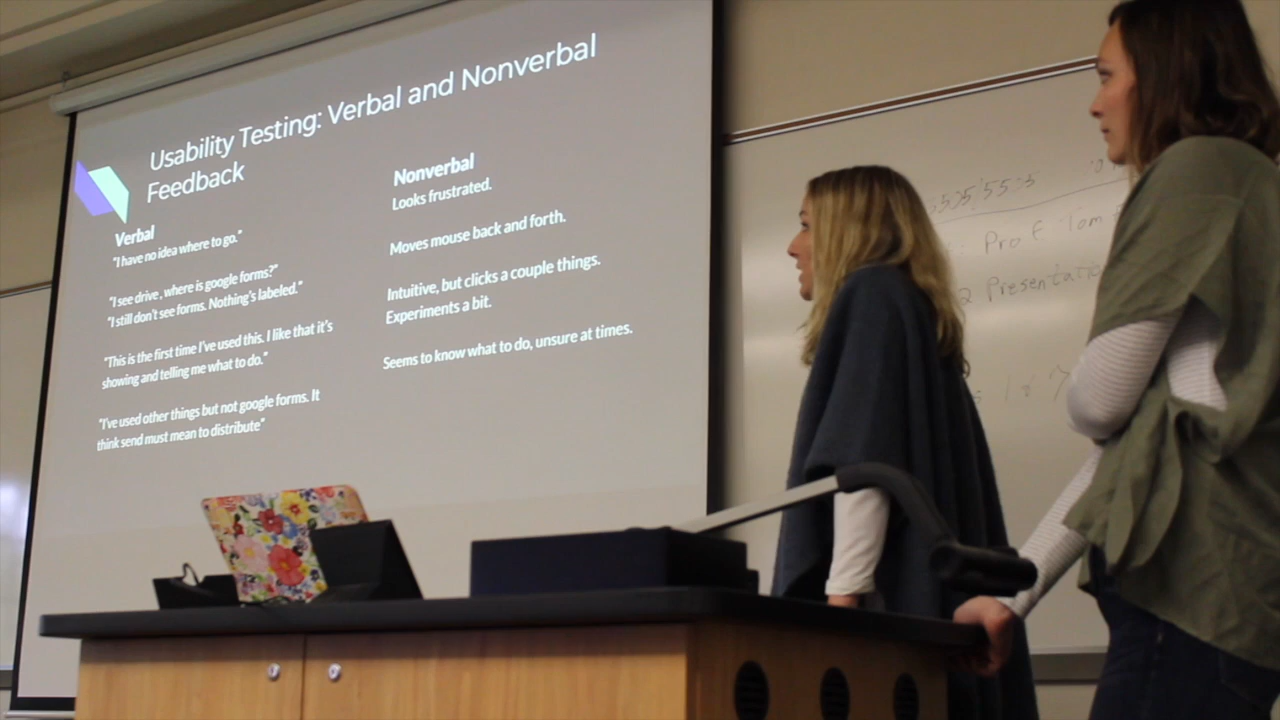 Usability Testing: Verbal and Nonverbal
Feedback
Verbal
"I have no idea where to go."
"I see drive , where is google forms?"
"I still don't see forms. Nothing's labeled."
"This is the first time I've used this. I like that it's
showing and telling me what to do."
"I've used other things but not google forms. It
think send must mean to distribute"
Nonverbal
Looks frustrated.
Moves mouse back and forth.
Intuitive, but clicks a couple things.
Experiments a bit.
Seems to know what to do, unsure at times.
Prof Tom
2 Presentatio